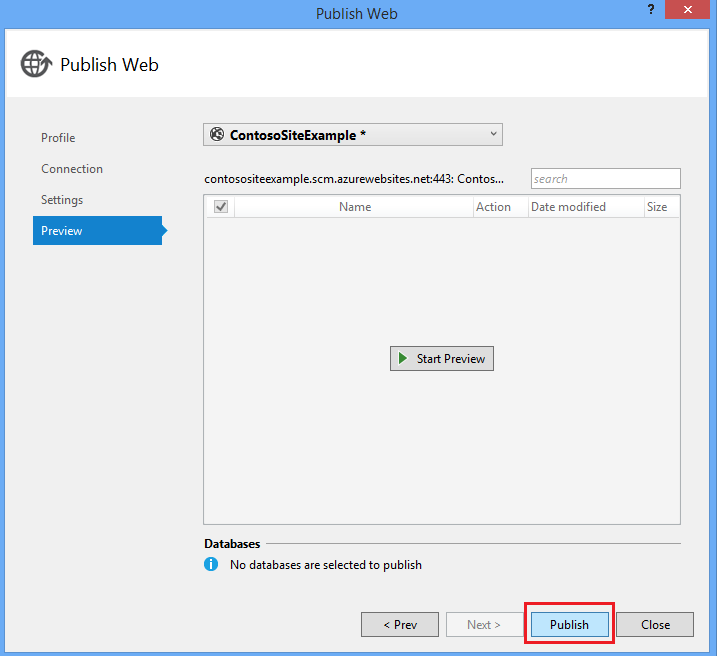 Publish Web
?
Publish Web
Profile
Connection
Settings
Preview
ContosoSiteExample *
contosositeexample.scm.azurewebsites.net:443: Contos...
search
Name Action Date modified Size
Start Preview
Databases
No databases are selected to publish
< Prev Next > Publish Close